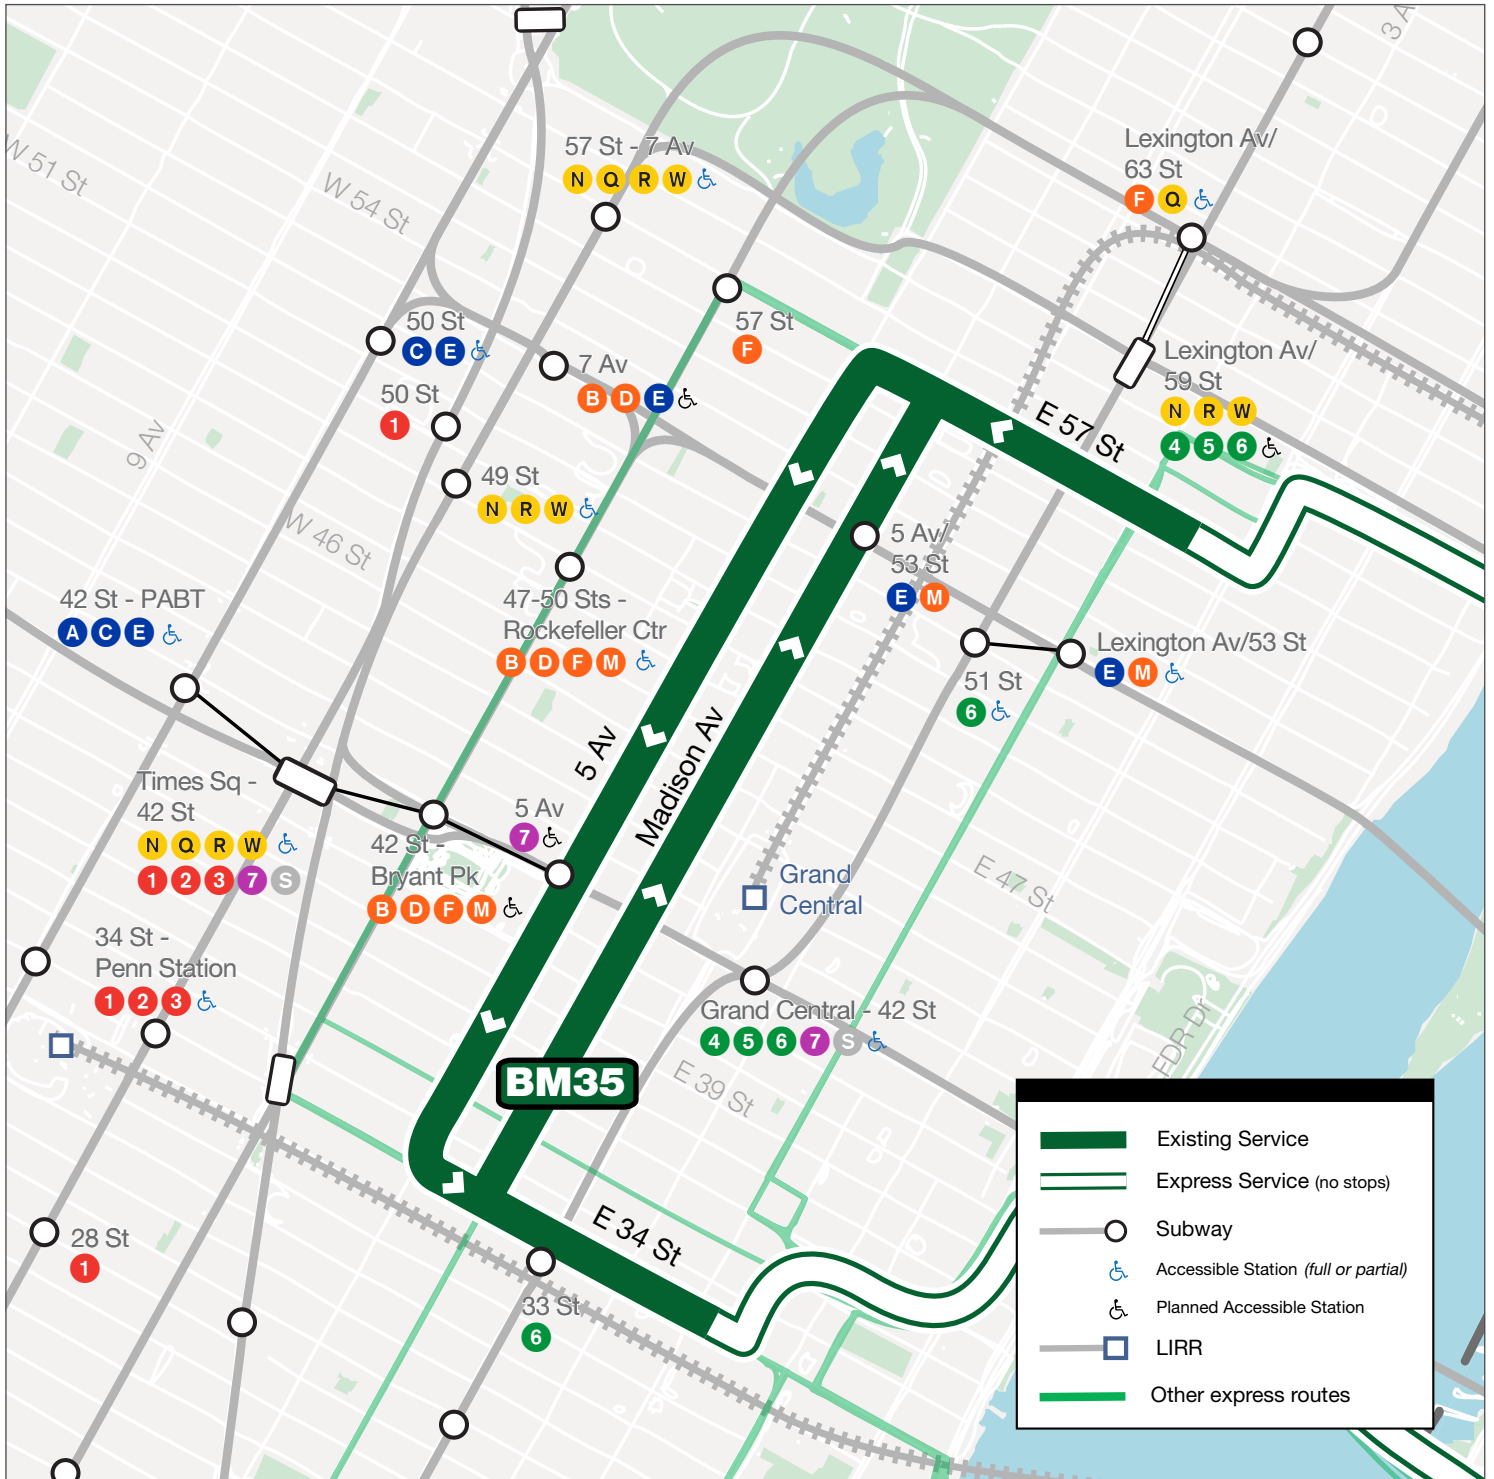 3 A
57 St - 7 Av
N Q R W
Lexington Av/
63 St
F Q
W 51 St
W 54 St
50 St
C E
57 St
F
7 Av
B D E
Lexington Av/
59 St
N R W
4 5 6
50 St
1
E 57 St
9 Av
49 St
N R W
W 46 St
5 Av/
53 St
E M
42 St - PABT
A C E
47-50 Sts -
Rockefeller Ctr
B D F M
Lexington Av/53 St
E M
51 St
6
5 Av
Madison Av
Times Sq -
42 St
N Q R W
1 2 3 7 S
5 Av
7
42 St -
Bryant Pk
B D F M
Grand
Central
E 47 St
34 St -
Penn Station
1 2 3
Grand Central - 42 St
4 5 6 7 S
FDR Dr
BM35
E 39 St
E 34 St
28 St
1
33 St
6
Existing Service
Express Service (no stops)
Subway
Accessible Station (full or partial)
Planned Accessible Station
LIRR
Other express routes